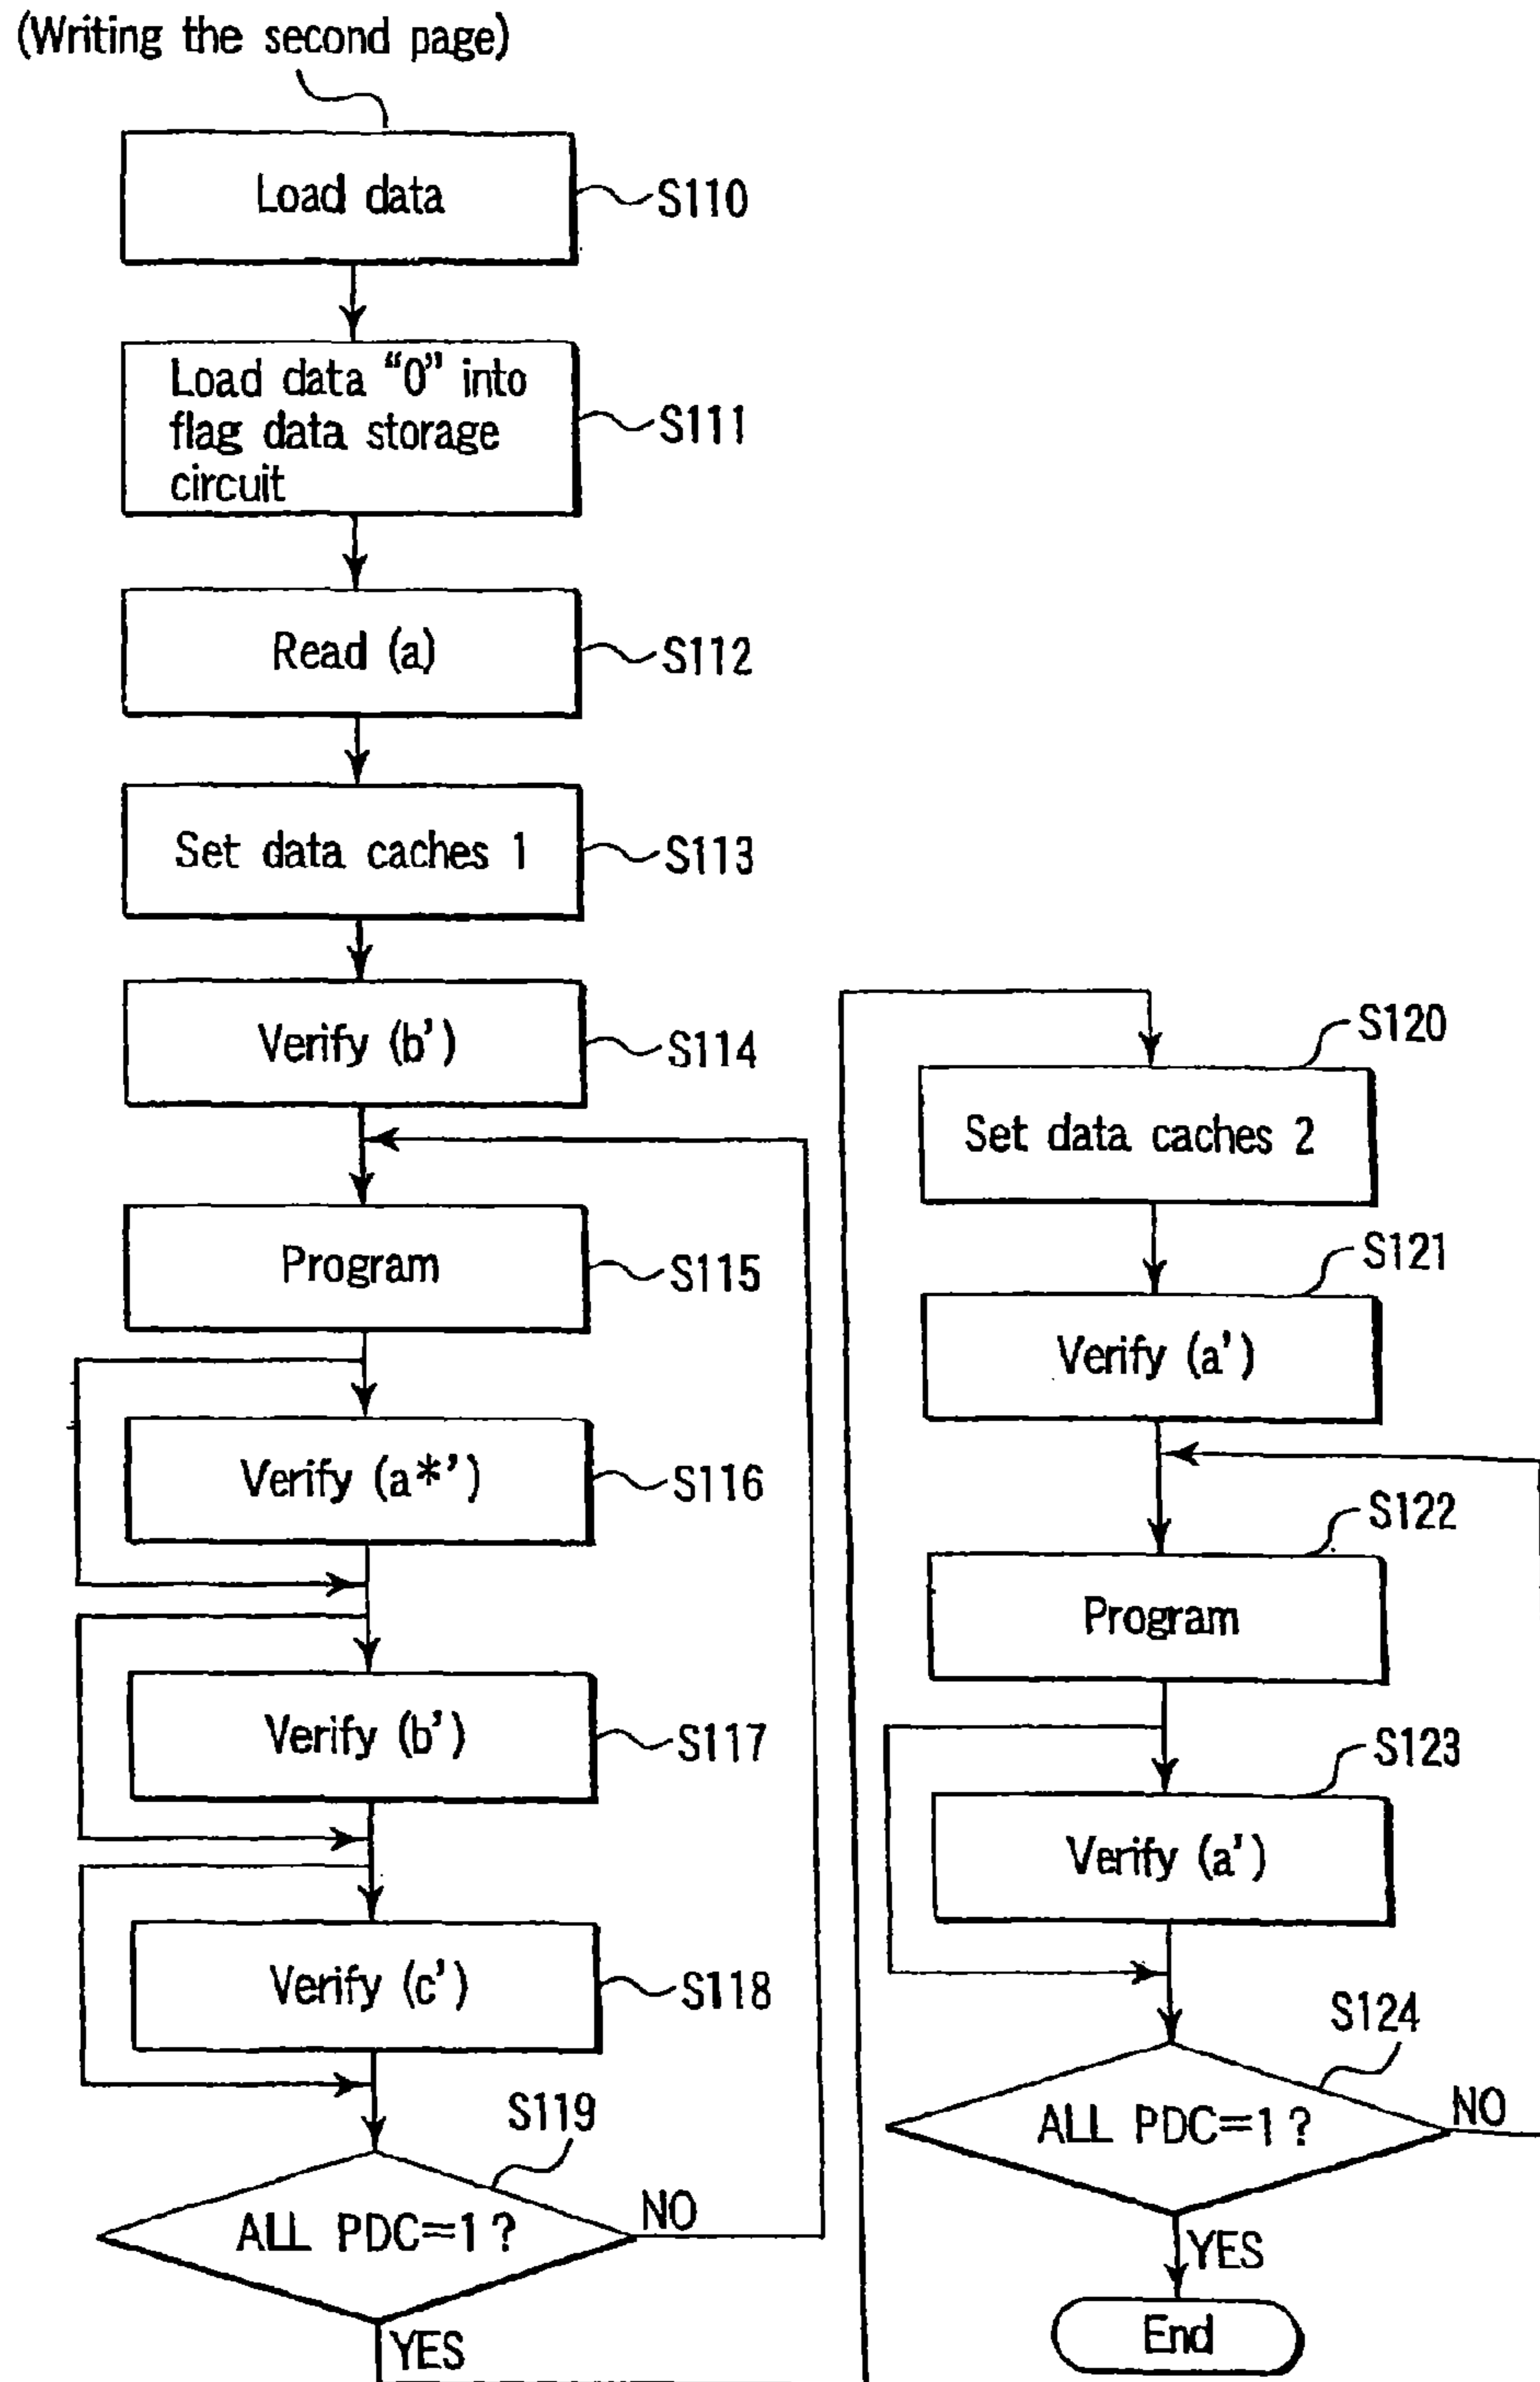 (Writing the second page)
Load data
S110
Load data “0” into
flag data storage
circuit
S111
Read (a)
S112
Set data caches 1
S113
Verify (b')
S114
Program
S115
Verify (a*')
S116
Verify (b')
S117
Verify (c')
S118
S119
ALL PDC=1?
NO
YES
S120
Set data caches 2
S121
Verify (a')
S122
Program
S123
Verify (a')
S124
ALL PDC=1?
NO
YES
End